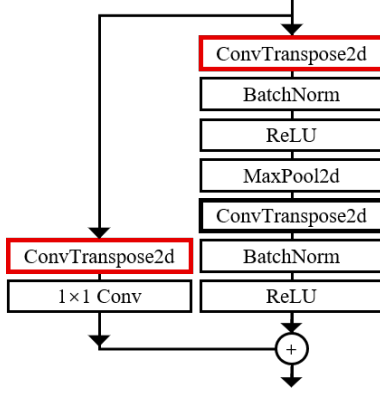 ConvTranspose2d
BatchNorm
ReLU
MaxPool2d
ConvTranspose2d
ConvTranspose2d
BatchNorm
1×1 Conv
ReLU
+